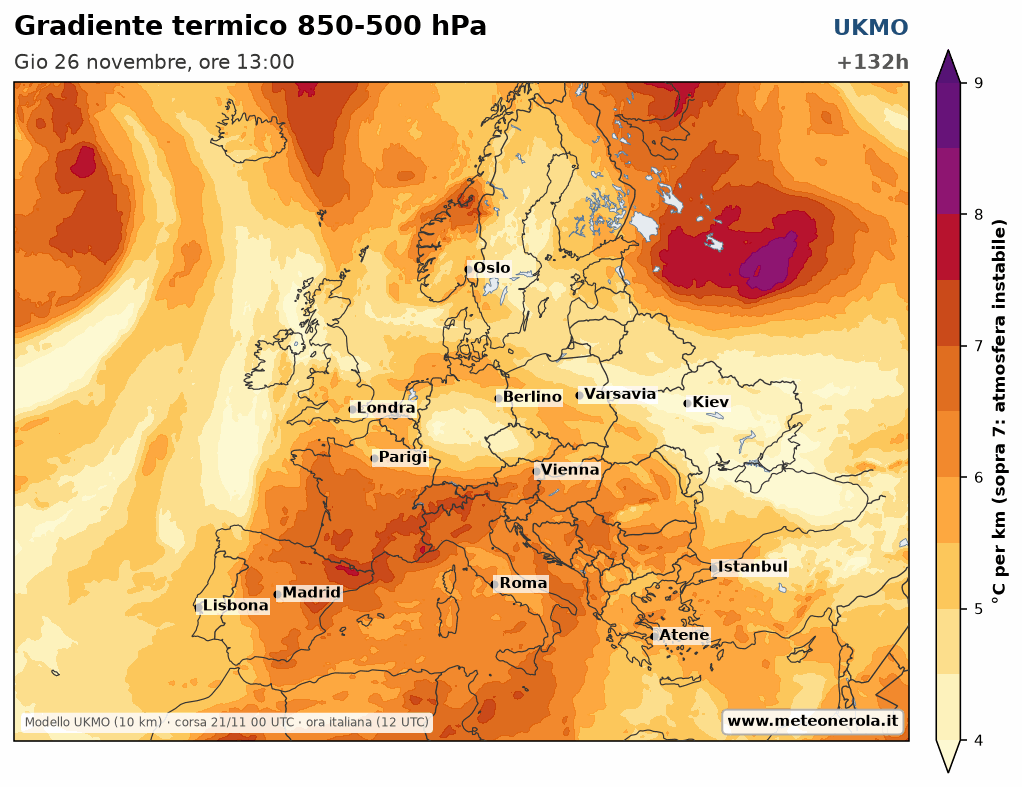 Gradiente termico 850-500 hPa
UKMO
Gio 26 novembre, ore 13:00
+132h
Oslo
Berlino
Varsavia
Kiev
Londra
Parigi
Vienna
Istanbul
Roma
Madrid
Lisbona
Atene
Modello UKMO (10 km) · corsa 21/11 00 UTC · ora italiana (12 UTC)
www.meteonerola.it
9
8
7
6
5
4
°C per km (sopra 7: atmosfera instabile)